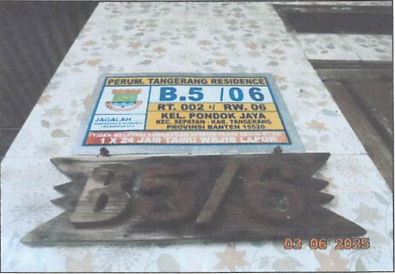 PERUM. TANGERANG RESIDENCE
B.5 / 06
RT. 002 / RW. 06
JAGALAH
KEL. PONDOK JAYA
KEC. SEPATAN - KAB. TANGERANG
PROVINSI BANTEN 15520
1 X 24 JAM TAMU WAJIB LAPOR
B5/6
03 06 2025